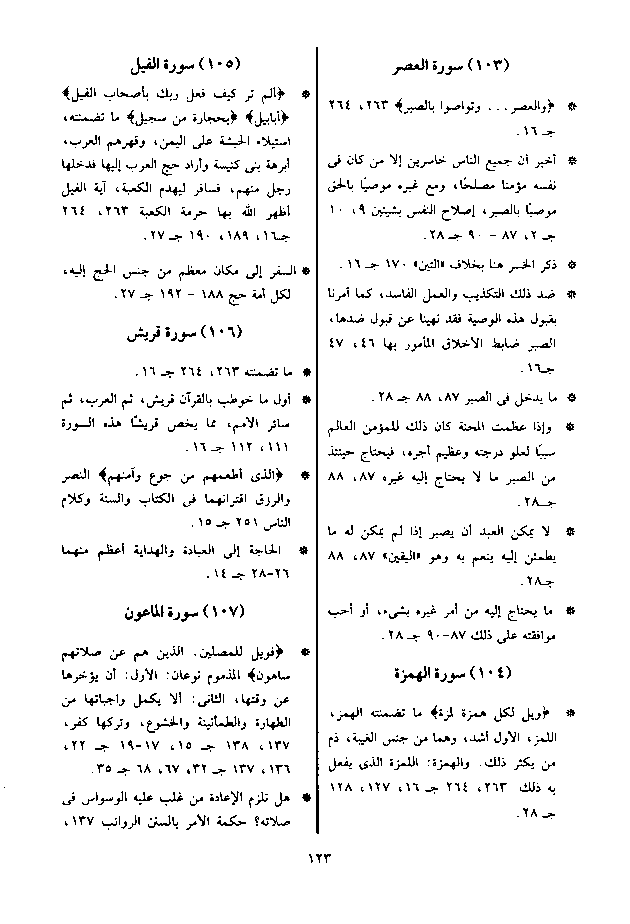 (١٠٣) سورة العصر
* ﴿والعصر... وتواصوا بالصبر﴾ ٢٦٣، ٢٦٤
جـ ١٦.
* أخبر أن جميع الناس خاسرين إلا من كان فى
نفسه مؤمنا مصلحًا، ومع غيره موصيًا بالحق
موصيًا بالصبر، إصلاح النفس بشيئين ٩، ١٠
جـ ٢، ٨٧ - ٩٠ جـ ٢٨.
* ذكر الخسر هنا بخلاف «التين» ١٧٠ جـ ١٦.
* ضد ذلك التكذيب والعمل الفاسد، كما أمرنا
بقبول هذه الوصية فقد نهينا عن قبول ضدها،
الصبر ضابط الأخلاق المأمور بها ٤٦، ٤٧
جـ١٦.
* ما يدخل فى الصبر ٨٧، ٨٨ جـ ٢٨.
* وإذا عظمت المحنة كان ذلك للمؤمن العالم
سببًا لعلو درجته وعظيم أجره، فيحتاج حينئذ
من الصبر ما لا يحتاج إليه غيره ٨٧، ٨٨
جـ٢٨.
* لا يمكن العبد أن يصبر إذا لم يمكن له ما
يطمئن إليه ينعم به وهو «اليقين» ٨٧، ٨٨
جـ٢٨.
* ما يحتاج إليه من أمر غيره بشىء، أو أحب
موافقته على ذلك ٨٧-٩٠ جـ ٢٨.
(١٠٤) سورة الهمزة
* ﴿ويل لكل همزة لمزة﴾ ما تضمنته الهمز،
اللمز، الأول أشد، وهما من جنس الغيبة، ذم
من يكثر ذلك. والهمزة: اللمزة الذى يفعل
به ذلك ٢٦٣، ٢٦٤ جـ ١٦، ١٢٧، ١٢٨
جـ ٢٨.
(١٠٥) سورة الفيل
* ﴿ألم تر كيف فعل ربك بأصحاب الفيل﴾
﴿أبابيل﴾ ﴿بحجارة من سجيل﴾ ما تضمنته،
استيلاء الحبشة على اليمن، وقهرهم العرب،
أبرهة بنى كنيسة وأراد حج العرب إليها فدخلها
رجل منهم، فسافر ليهدم الكعبة، آية الفيل
أظهر الله بها حرمة الكعبة ٢٦٣، ٢٦٤
جـ١٦، ١٨٩، ١٩٠ جـ ٢٧.
* السفر إلى مكان معظم من جنس الحج إليه،
لكل أمة حج ١٨٨ - ١٩٢ جـ ٢٧.
(١٠٦) سورة قريش
* ما تضمنته ٢٦٣، ٢٦٤ جـ ١٦.
* أول ما خوطب بالقرآن قريش، ثم العرب، ثم
سائر الأمم، مما يخص قريشًا هذه السورة
١١١، ١١٢ جـ ١٦.
* ﴿الذى أطعمهم من جوع وآمنهم﴾ النصر
والرزق اقترانهما فى الكتاب والسنة وكلام
الناس ٢٥١ جـ ١٥.
* الحاجة إلى العبادة والهداية أعظم منهما
٢٦-٢٨ جـ ١٤.
(١٠٧) سورة الماعون
* ﴿فويل للمصلين. الذين هم عن صلاتهم
ساهون﴾ المذموم نوعان: الأول: أن يؤخرها
عن وقتها، الثانى: ألا يكمل واجباتها من
الطهارة والطمأنينة والخشوع، وتركها كفر،
١٣٧، ١٣٨ جـ ١٥، ١٧-١٩ جـ ٢٢،
١٣٦، ١٣٧ جـ ٣٢، ٦٧، ٦٨ جـ ٣٥.
* هل تلزم الإعادة من غلب عليه الوسواس فى
صلاته؟ حكمة الأمر بالسنن الرواتب ١٣٧،
١٢٣